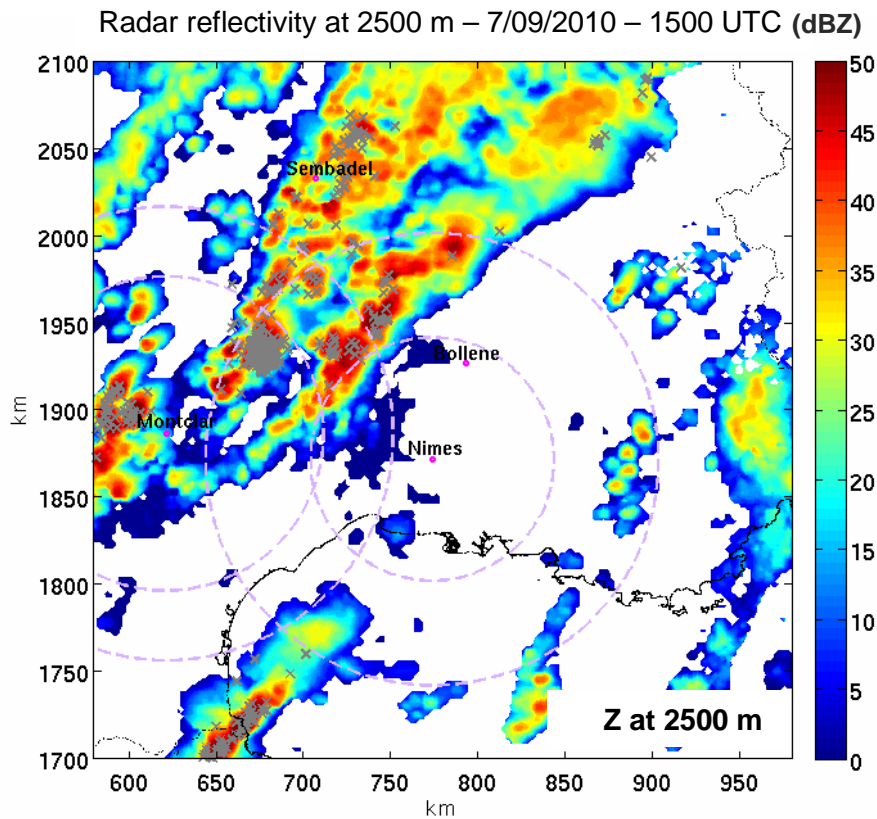 Radar reflectivity at 2500 m – 7/09/2010 – 1500 UTC (dBZ)
2100
2050
2000
1950
1900
1850
1800
1750
1700
km
Sembadel
Bollene
Montclar
Nimes
Z at 2500 m
600 650 700 750 800 850 900 950
km
50
45
40
35
30
25
20
15
10
5
0